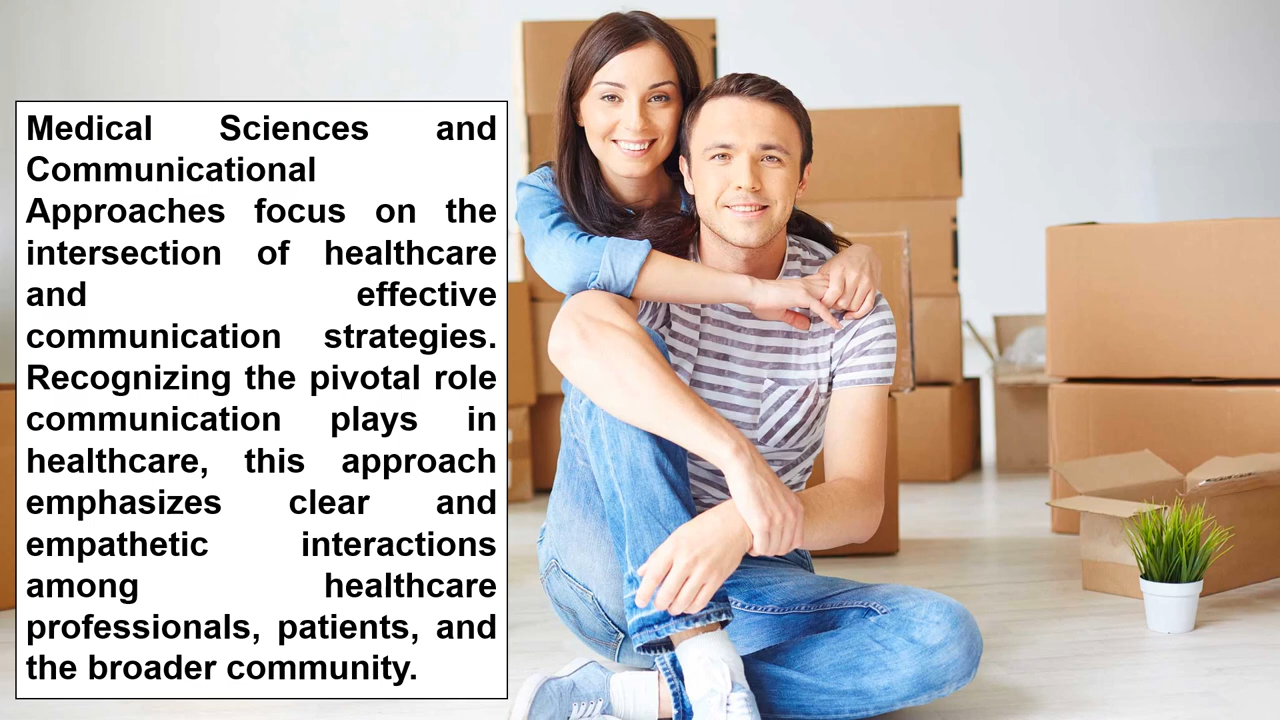 Medical Sciences and
Communicational
Approaches focus on the
intersection of healthcare
and effective
communication strategies.
Recognizing the pivotal role
communication plays in
healthcare, this approach
emphasizes clear and
empathetic interactions
among healthcare
professionals, patients, and
the broader community.